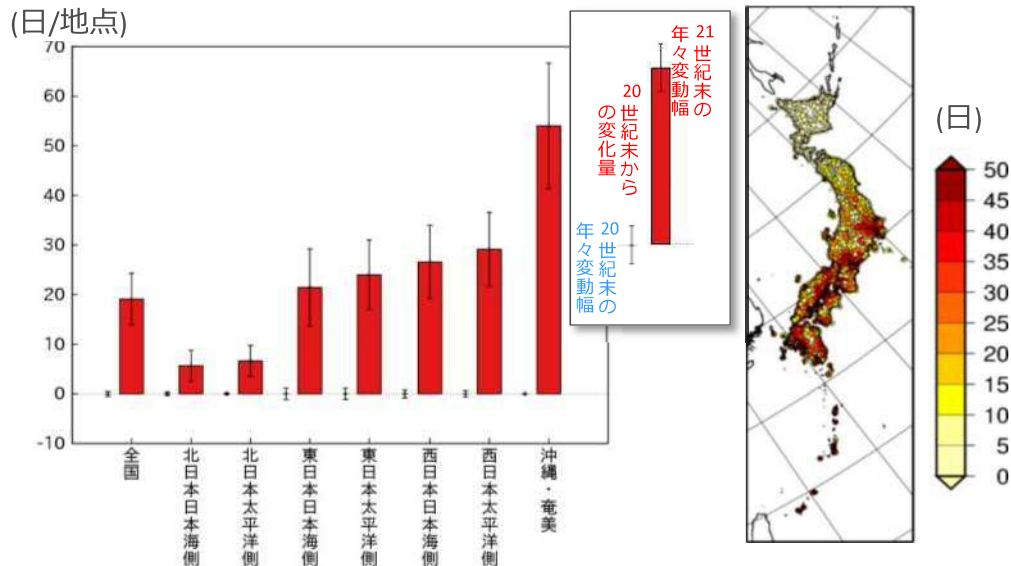 (日/地点)
70
60
50
40
30
20
10
0
-10
全国
北日本日本海側
北日本太平洋側
東日本日本海側
東日本太平洋側
西日本日本海側
西日本太平洋側
沖縄・奄美
21世紀末の
年々変動幅
20世紀末から
の変化量
20世紀末の
年々変動幅
(日)
50
45
40
35
30
25
20
15
10
5
0